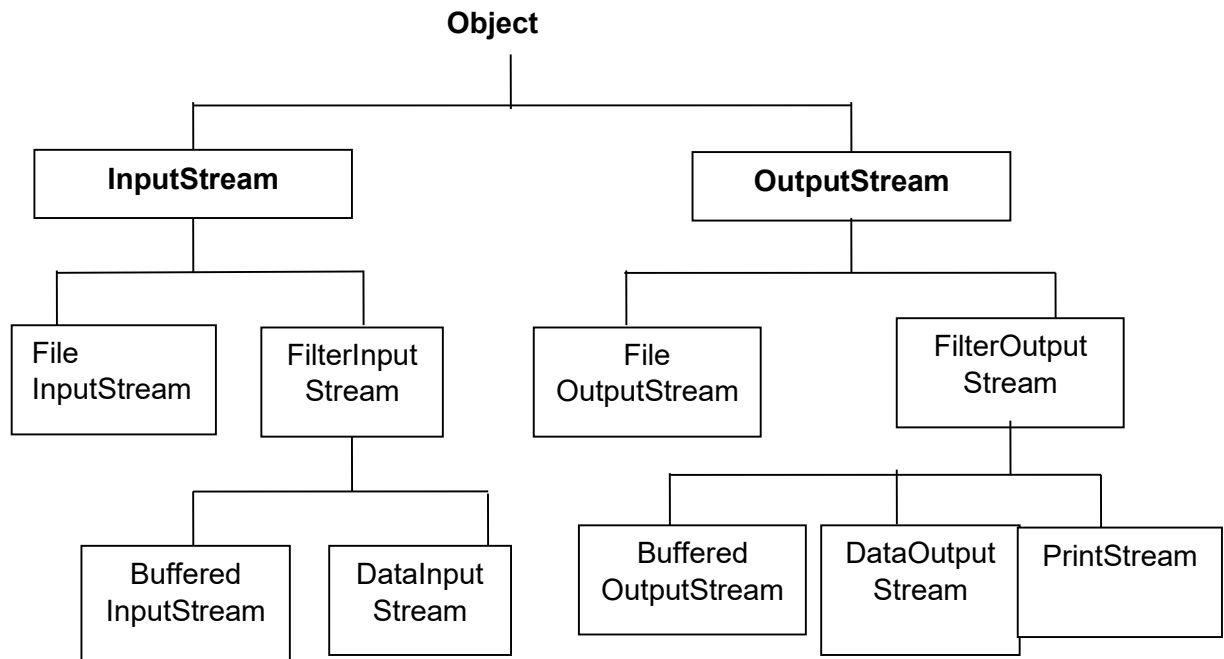 Object
InputStream
OutputStream
File
InputStream
FilterInput
Stream
File
OutputStream
FilterOutput
Stream
Buffered
InputStream
DataInput
Stream
Buffered
OutputStream
DataOutput
Stream
PrintStream